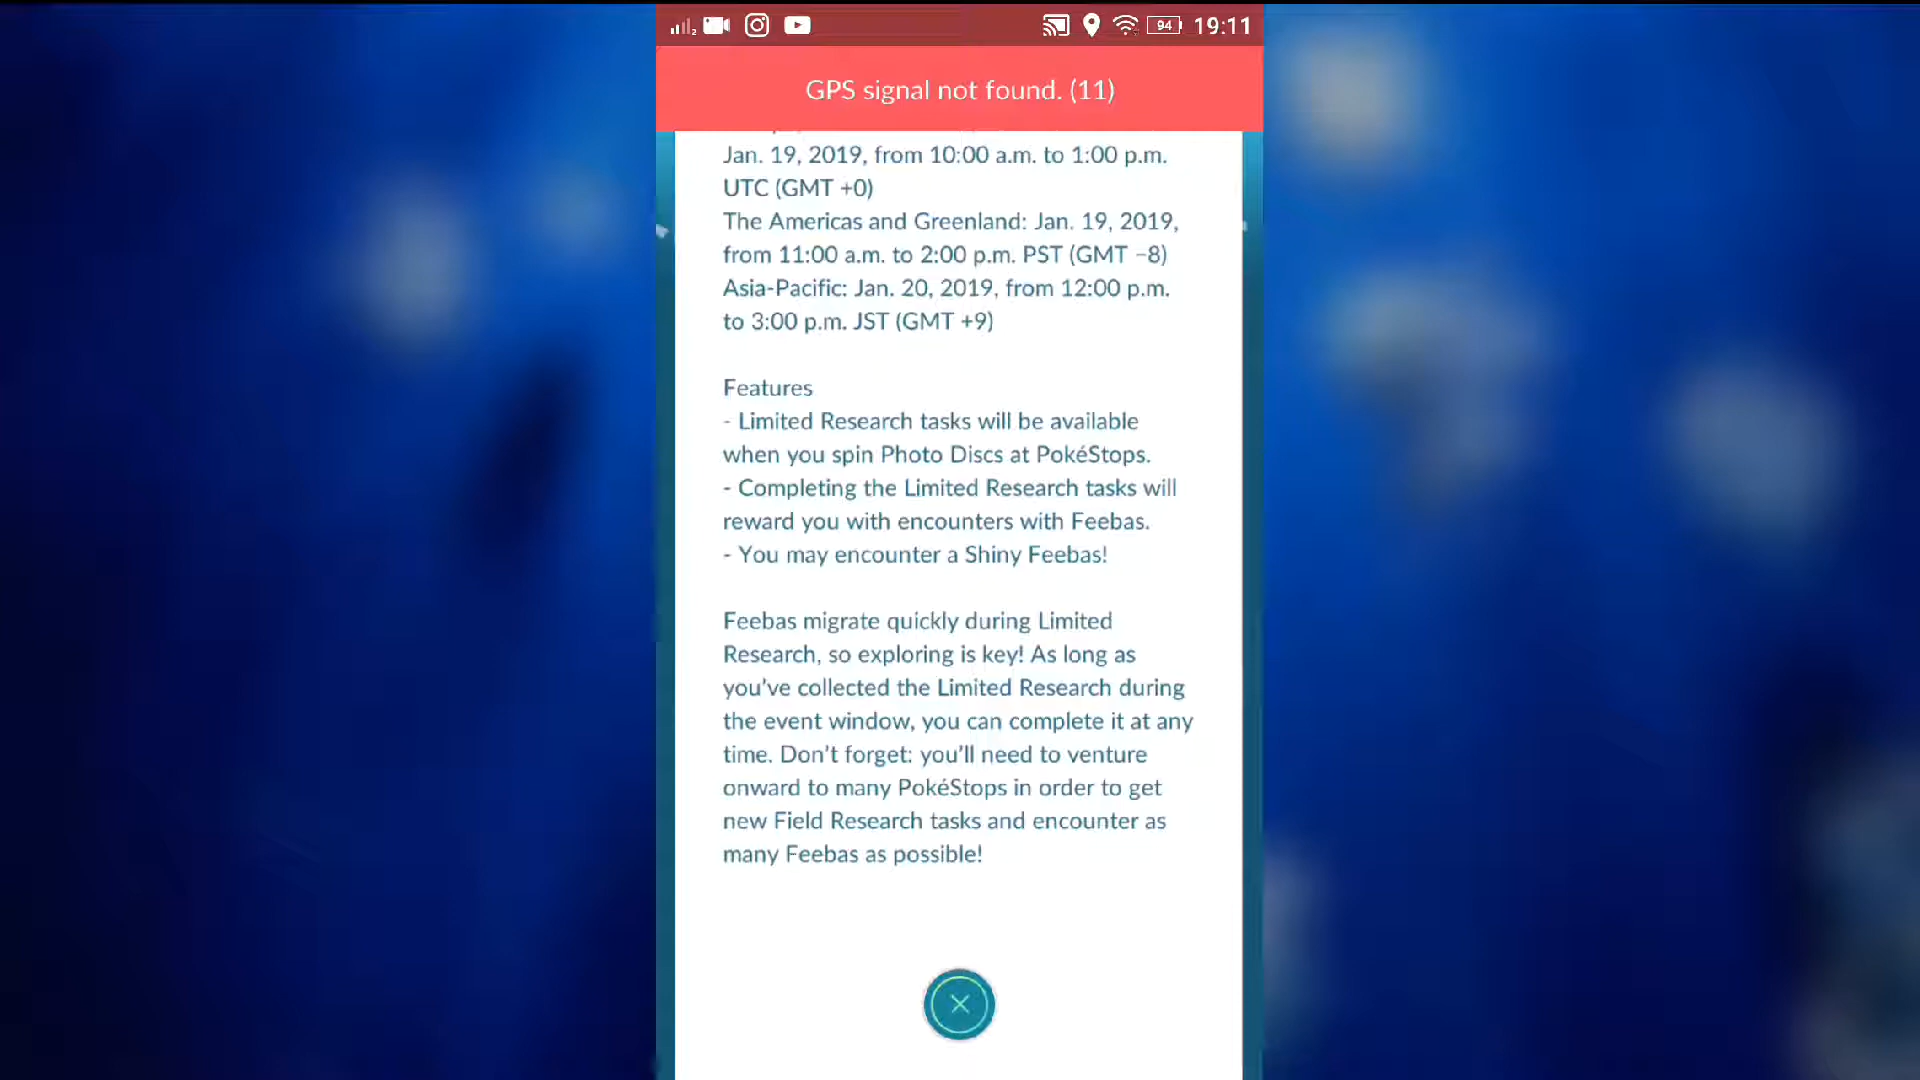 94 19:11
GPS signal not found. (11)
Jan. 19, 2019, from 10:00 a.m. to 1:00 p.m.
UTC (GMT +0)
The Americas and Greenland: Jan. 19, 2019,
from 11:00 a.m. to 2:00 p.m. PST (GMT –8)
Asia-Pacific: Jan. 20, 2019, from 12:00 p.m.
to 3:00 p.m. JST (GMT +9)
Features
- Limited Research tasks will be available
when you spin Photo Discs at PokéStops.
- Completing the Limited Research tasks will
reward you with encounters with Feebas.
- You may encounter a Shiny Feebas!
Feebas migrate quickly during Limited
Research, so exploring is key! As long as
you’ve collected the Limited Research during
the event window, you can complete it at any
time. Don’t forget: you’ll need to venture
onward to many PokéStops in order to get
new Field Research tasks and encounter as
many Feebas as possible!